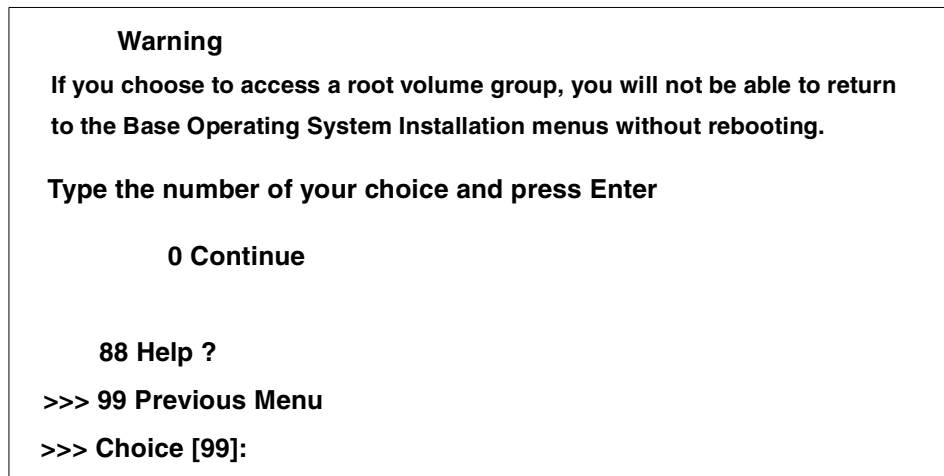 Warning
If you choose to access a root volume group, you will not be able to return
to the Base Operating System Installation menus without rebooting.
Type the number of your choice and press Enter
0 Continue
88 Help ?
>>> 99 Previous Menu
>>> Choice [99]: